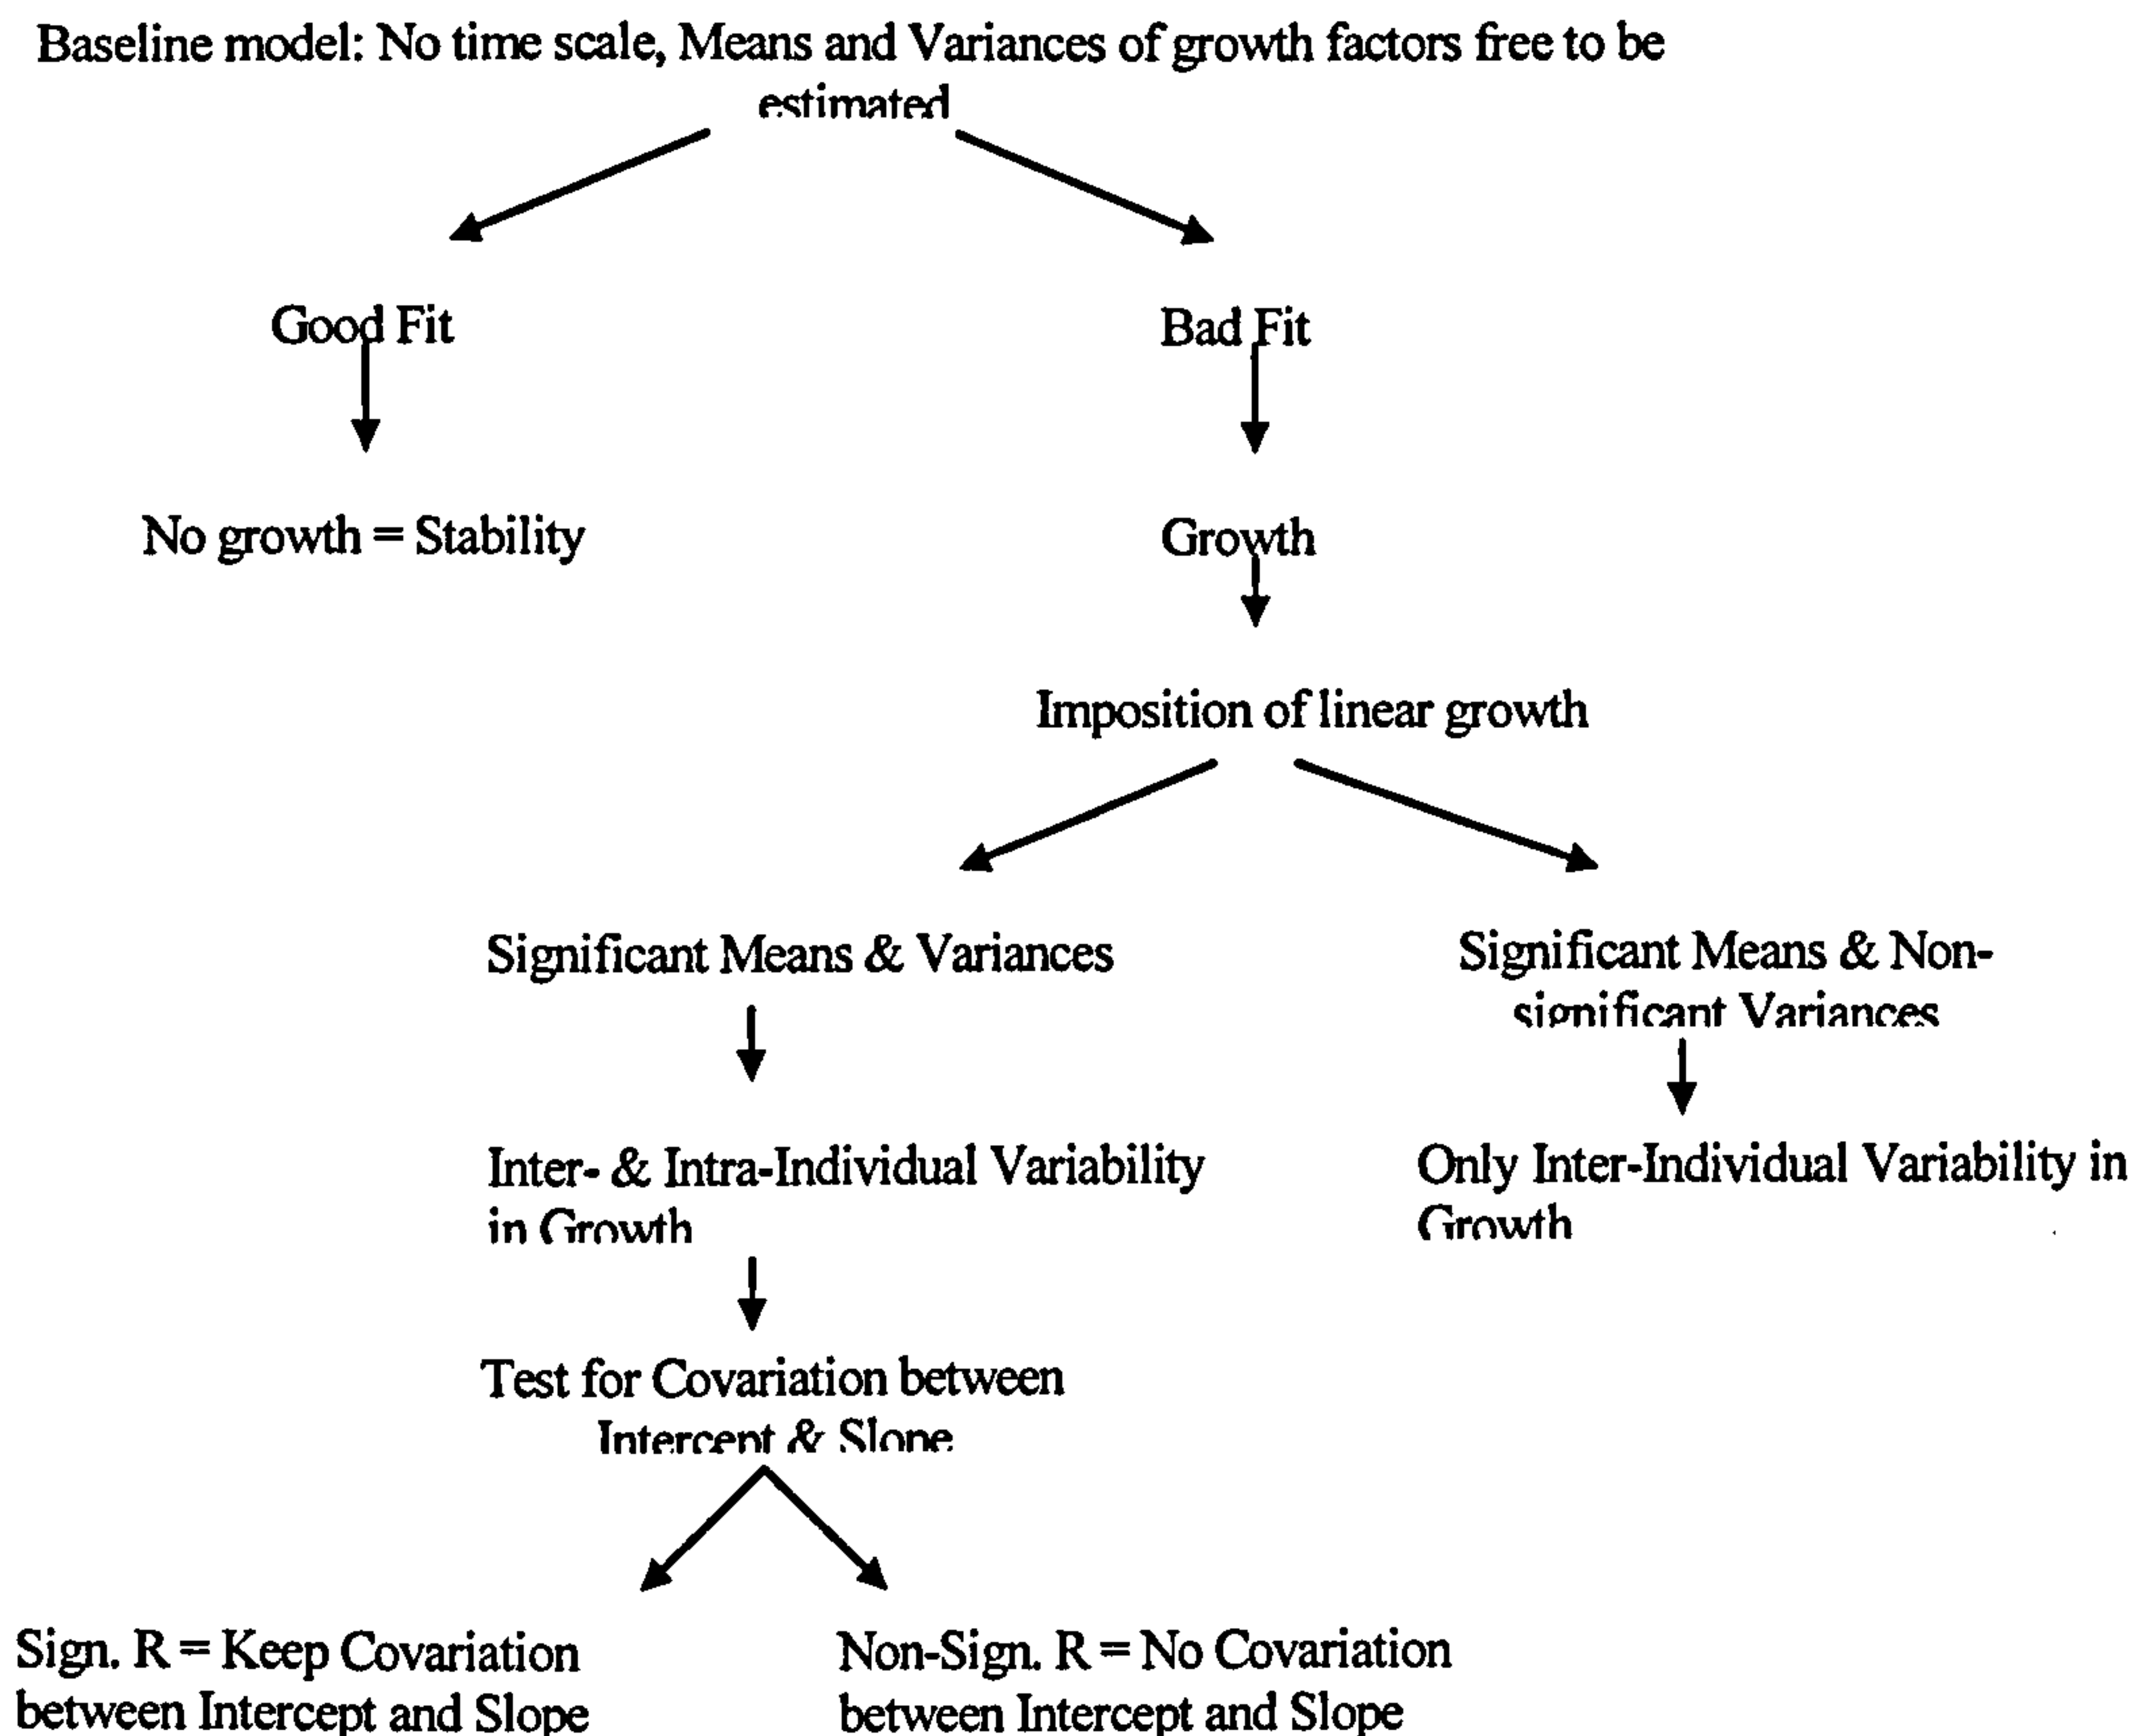 Baseline model: No time scale, Means and Variances of growth factors free to be
estimated
Good Fit
Bad Fit
No growth = Stability
Growth
Imposition of linear growth
Significant Means & Variances
Significant Means & Non-
significant Variances
Inter- & Intra-Individual Variability
in Growth
Only Inter-Individual Variability in
Growth
Test for Covariation between
Intercept & Slope
Sign. R = Keep Covariation
between Intercept and Slope
Non-Sign. R = No Covariation
between Intercept and Slope